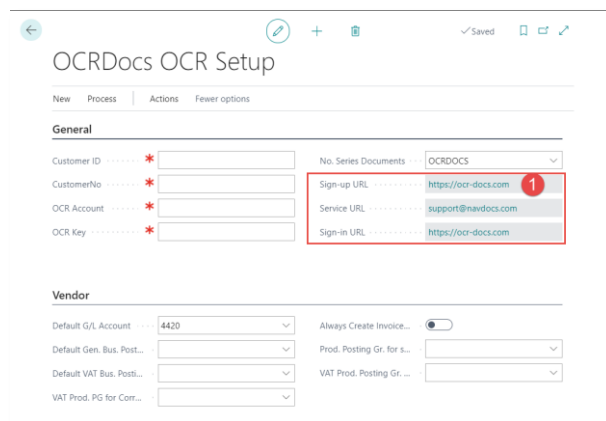 Saved
OCRDocs OCR Setup
New Process Actions Fewer options
General
Customer ID * No. Series Documents OCRDOCS
CustomerNo * Sign-up URL https://ocr-docs.com 1
OCR Account * Service URL support@navdocs.com
OCR Key * Sign-in URL https://ocr-docs.com
Vendor
Default G/L Account 4420 Always Create Invoice...
Default Gen. Bus. Post... Prod. Posting Gr. for s...
Default VAT Bus. Posti... VAT Prod. Posting Gr. ...
VAT Prod. PG for Corr...